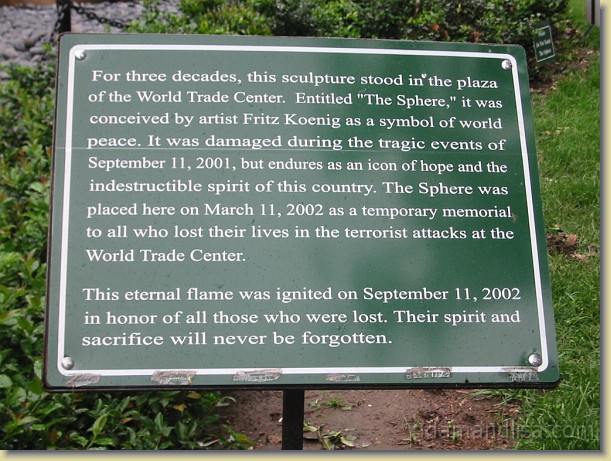 For three decades, this sculpture stood in the plaza
of the World Trade Center. Entitled "The Sphere," it was
conceived by artist Fritz Koenig as a symbol of world
peace. It was damaged during the tragic events of
September 11, 2001, but endures as an icon of hope and the
indestructible spirit of this country. The Sphere was
placed here on March 11, 2002 as a temporary memorial
to all who lost their lives in the terrorist attacks at the
World Trade Center.
This eternal flame was ignited on September 11, 2002
in honor of all those who were lost. Their spirit and
sacrifice will never be forgotten.
adamandlisa.com